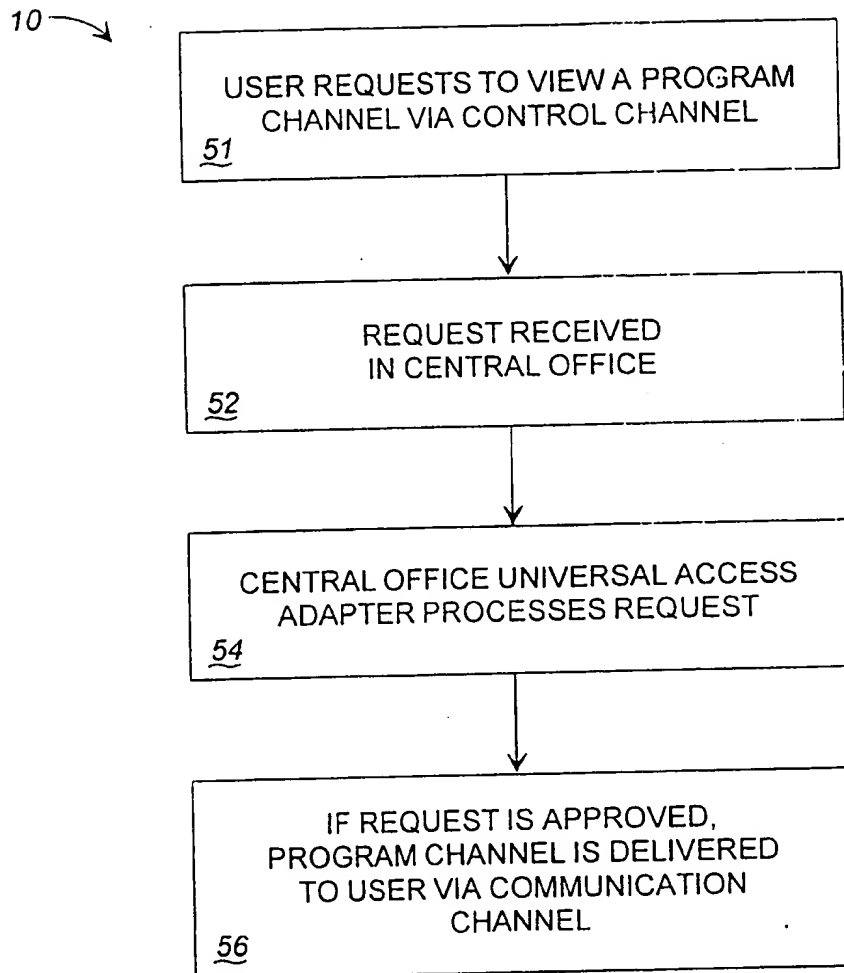 10
USER REQUESTS TO VIEW A PROGRAM
CHANNEL VIA CONTROL CHANNEL
51
REQUEST RECEIVED
IN CENTRAL OFFICE
52
CENTRAL OFFICE UNIVERSAL ACCESS
ADAPTER PROCESSES REQUEST
54
IF REQUEST IS APPROVED,
PROGRAM CHANNEL IS DELIVERED
TO USER VIA COMMUNICATION
CHANNEL
56